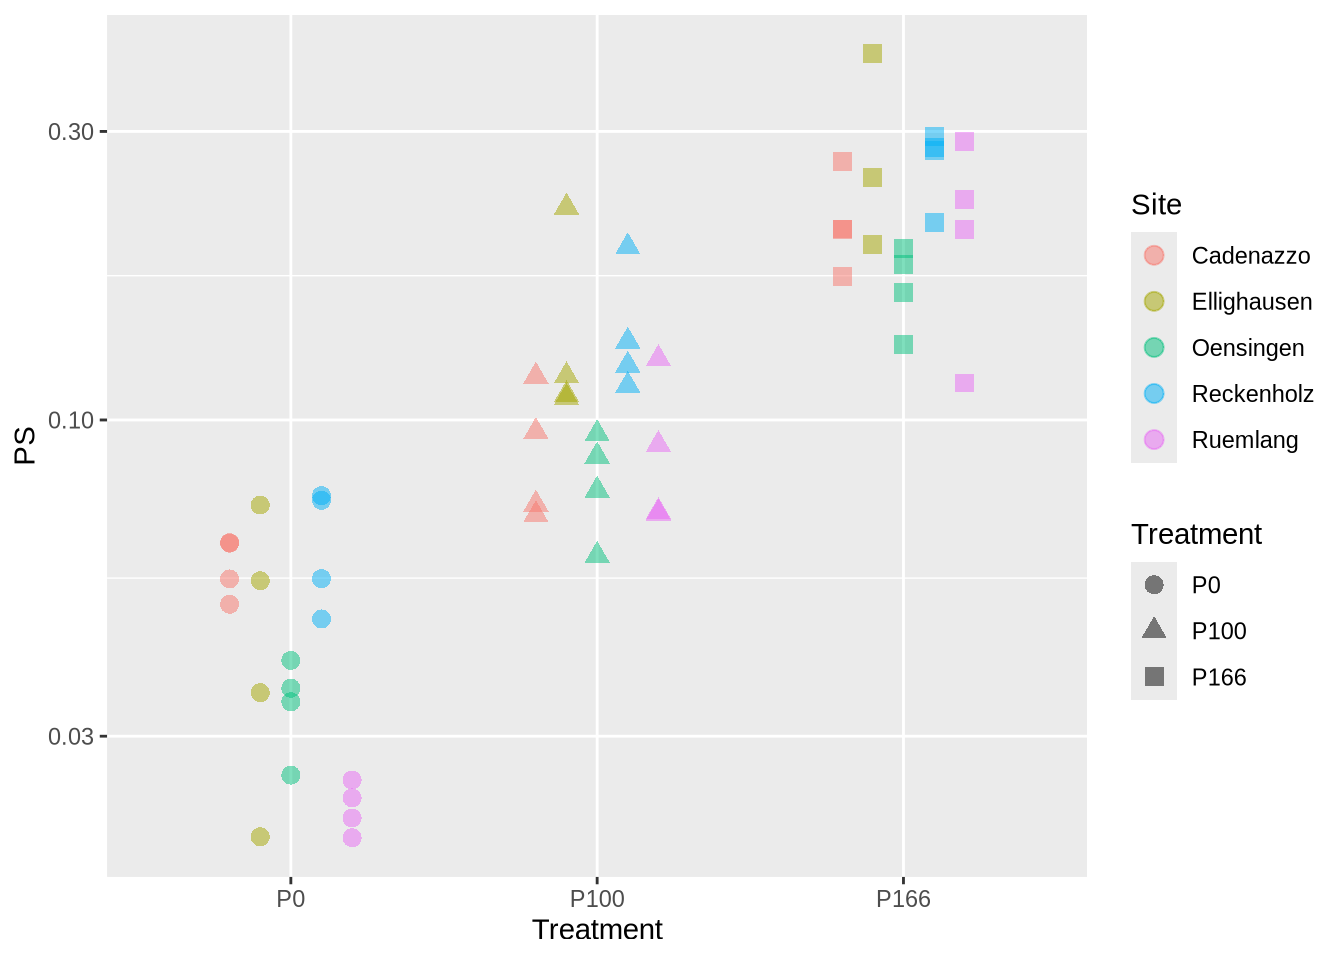 0.30
0.10
0.03
PS
P0
P100
P166
Treatment
Site
Cadenazzo
Ellighausen
Oensingen
Reckenholz
Ruemlang
Treatment
P0
P100
P166